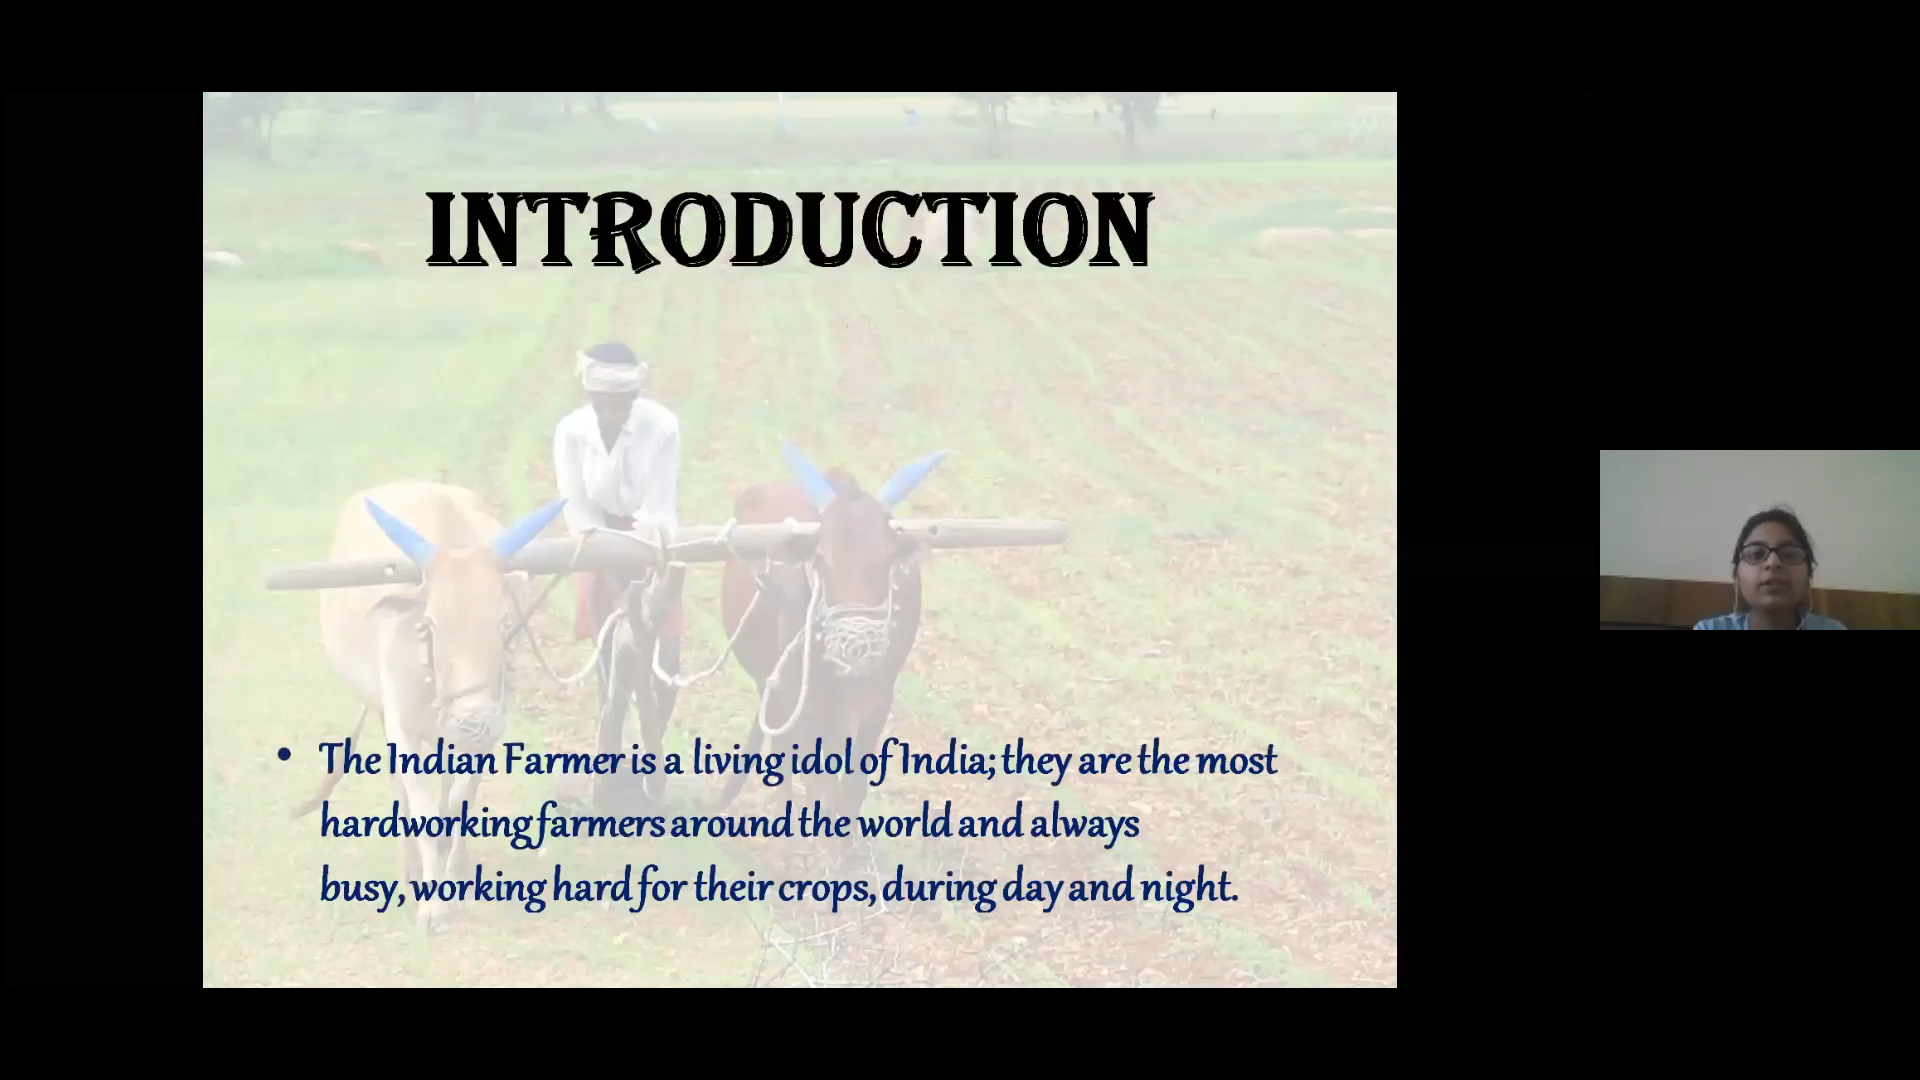 INTRODUCTION
• The Indian Farmer is a living idol of India; they are the most
hardworking farmers around the world and always
busy, working hard for their crops, during day and night.